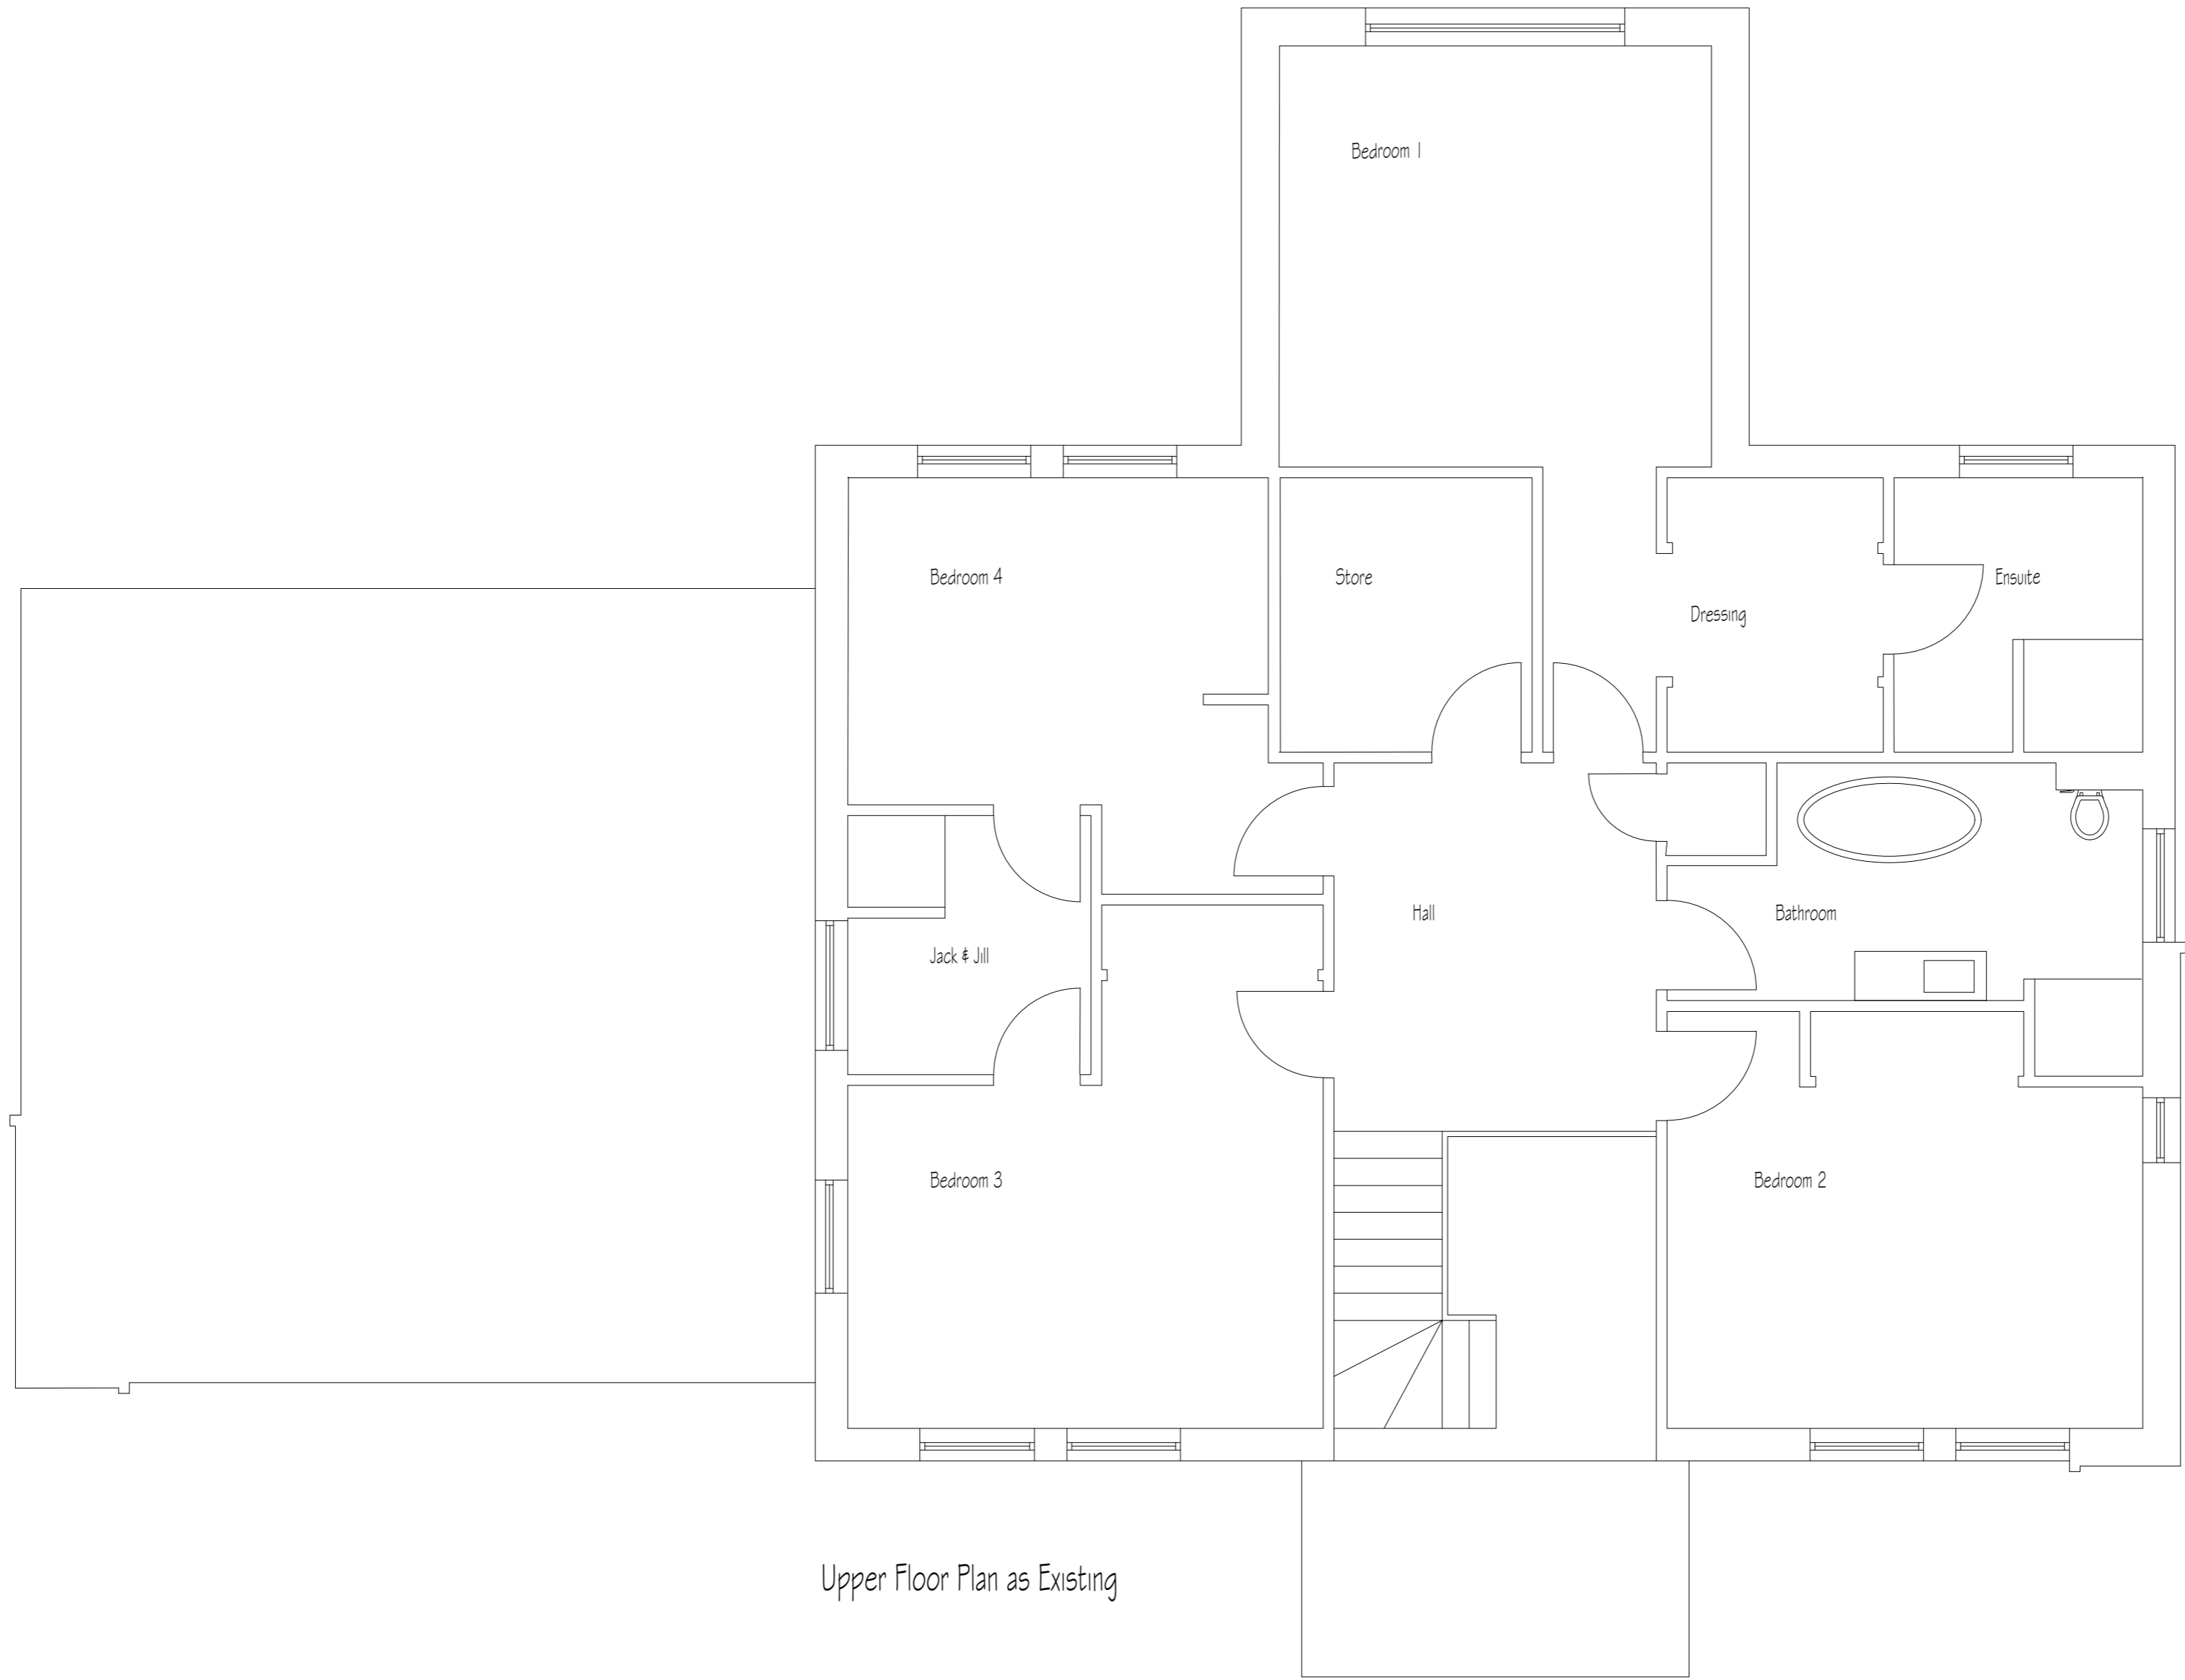 Bedroom 1
Bedroom 4
Store
Ensuite
Dressing
Hall
Bathroom
Jack & Jill
Bedroom 3
Bedroom 2
Upper Floor Plan as Existing